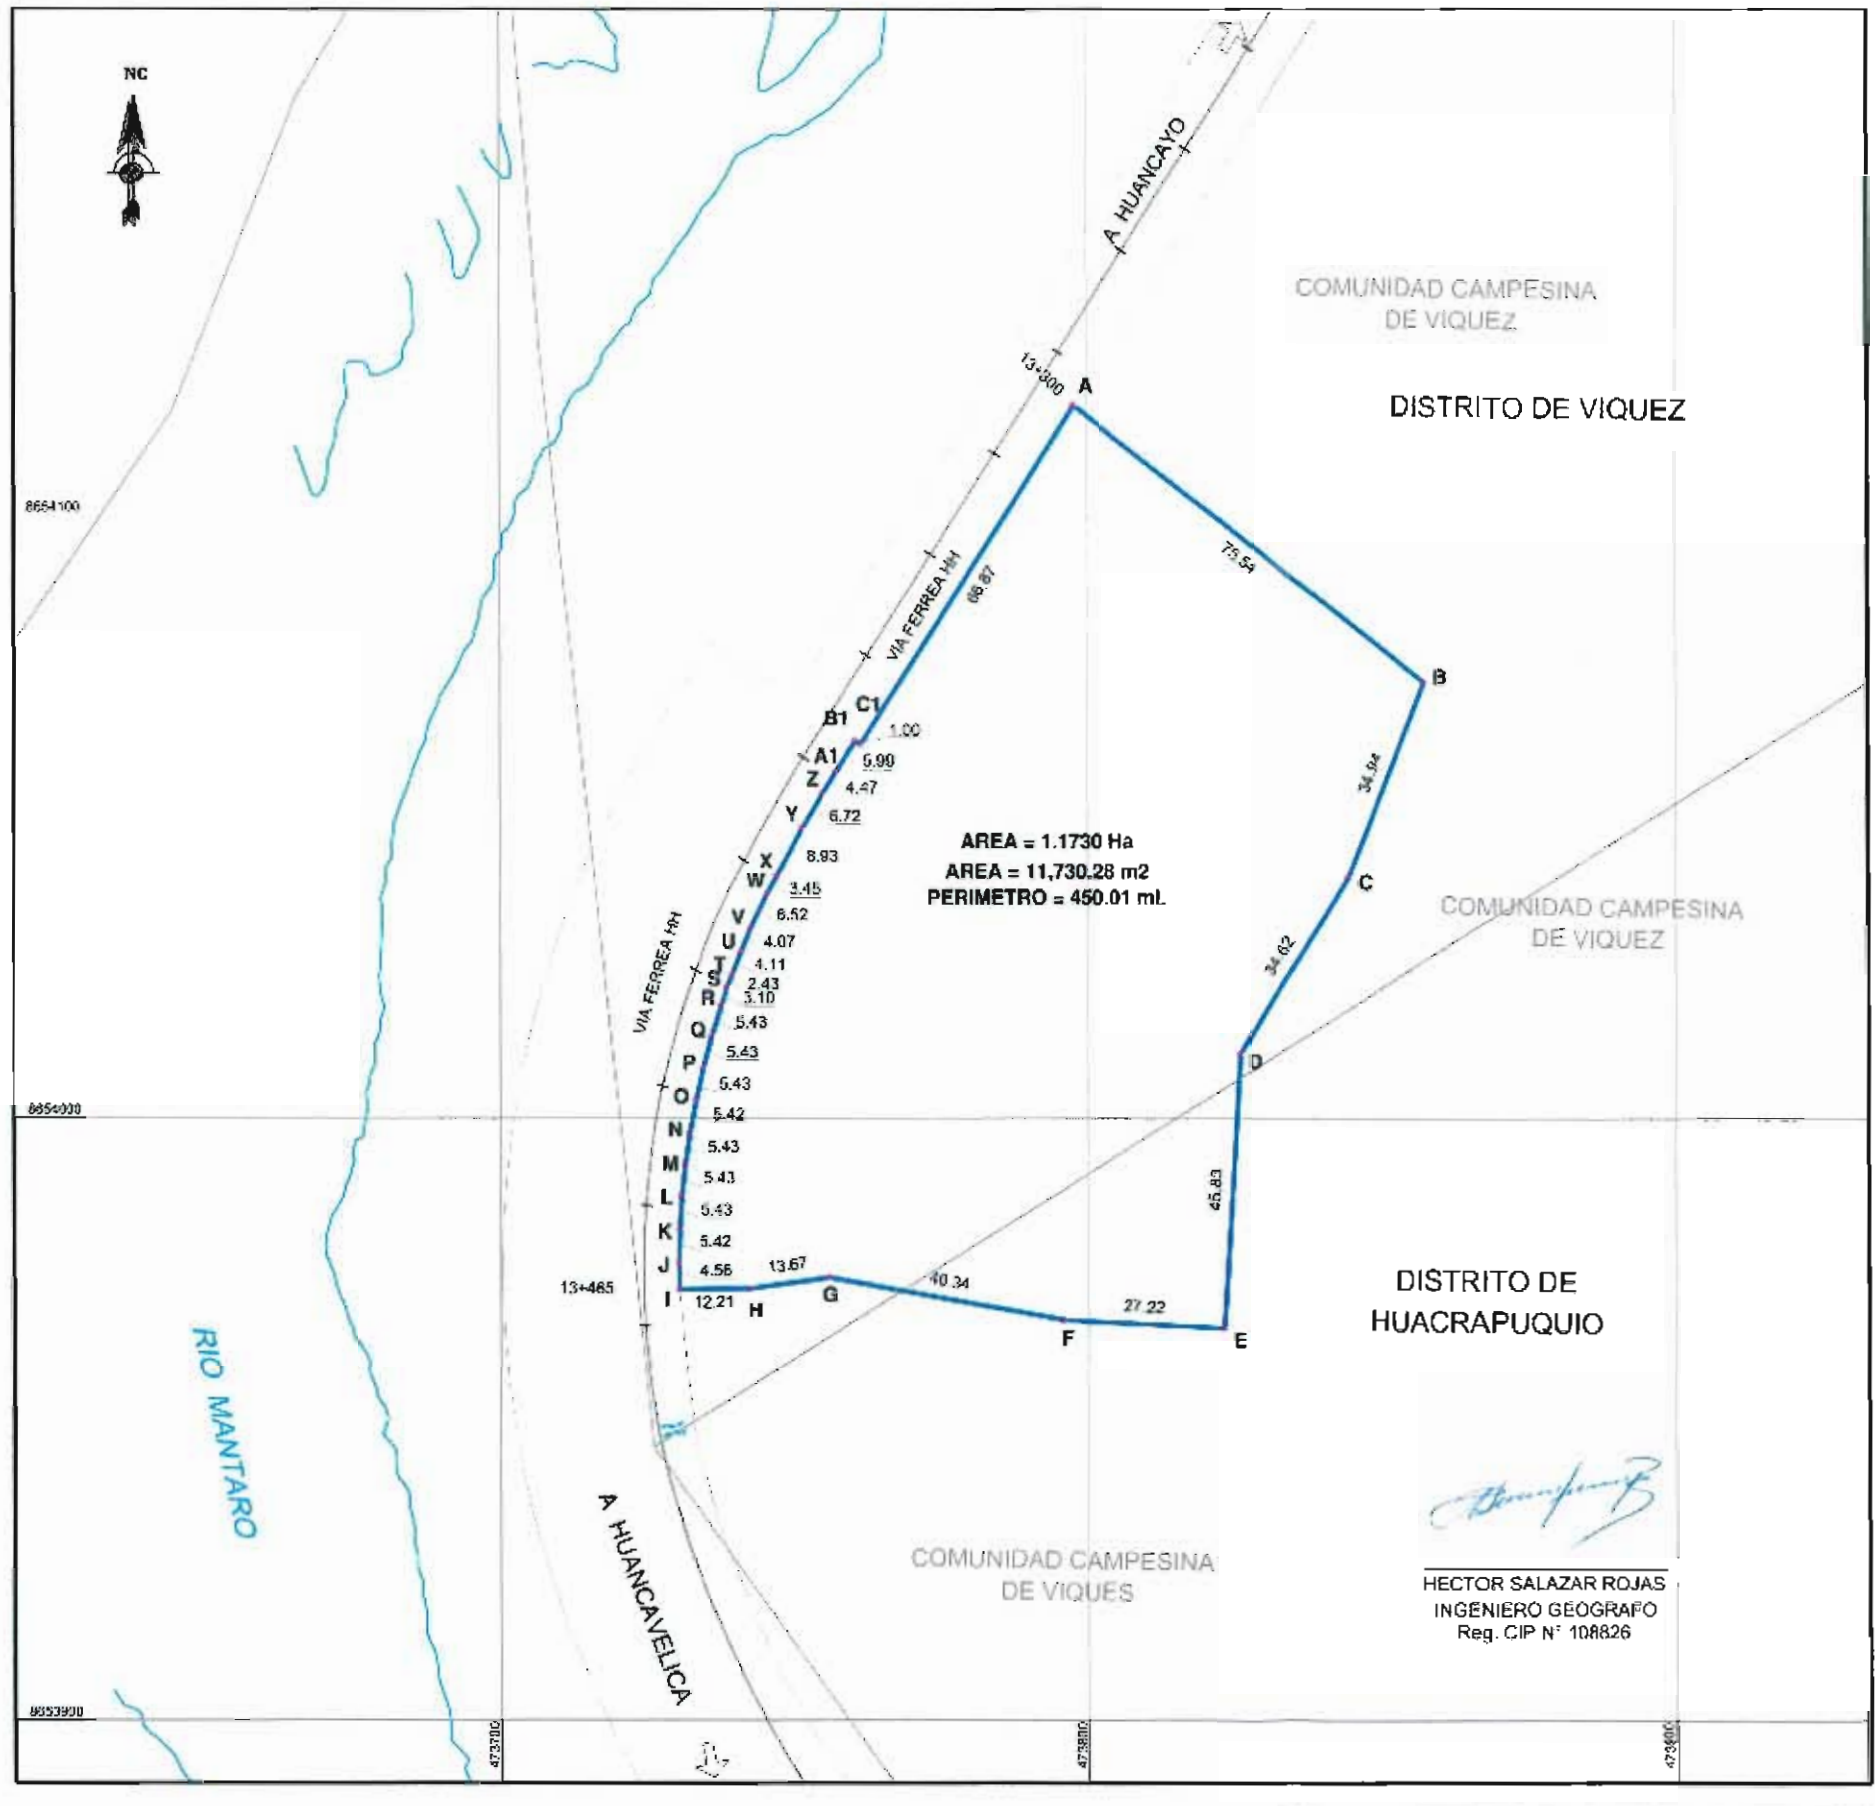 NC
A HUANCAYO
COMUNIDAD CAMPESINA
DE VIQUEZ
13+300
A
DISTRITO DE VIQUEZ
8654100
75.54
VIA FERREA HH
66.87
B
C1
B1
1.00
A1
5.99
Z
4.47
Y
6.72
34.94
AREA = 1.1730 Ha
AREA = 11,730.28 m2
PERIMETRO = 450.01 ml.
X
8.93
W
3.45
C
V
6.52
COMUNIDAD CAMPESINA
DE VIQUEZ
U
4.07
T
4.11
S
2.43
R
3.10
VIA FERREA HH
34.62
Q
5.43
P
5.43
D
O
5.43
8654000
5.42
N
5.43
M
5.43
L
5.43
45.83
K
5.42
J
4.56
13.67
40.34
13+465
I
12.21
H
G
27.22
F
E
DISTRITO DE
HUACRAPUQUIO
RIO MANTARO
A HUANCAVELICA
COMUNIDAD CAMPESINA
DE VIQUES
HECTOR SALAZAR ROJAS
INGENIERO GEOGRAFO
Reg. CIP N° 108826
8653900
473700
473800
473900